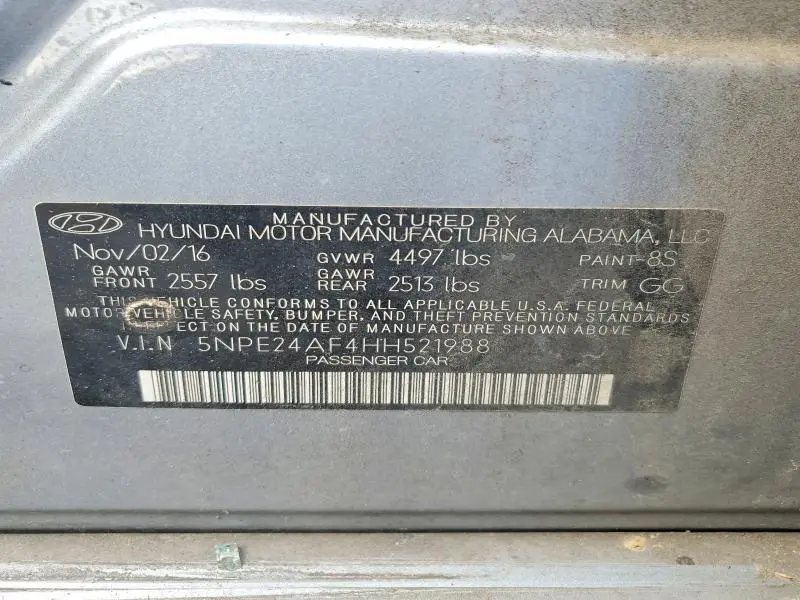 MANUFACTURED BY
HYUNDAI MOTOR MANUFACTURING ALABAMA, LLC
Nov/02/16 GVWR 4497 lbs PAINT-8S
GAWR FRONT 2557 lbs GAWR REAR 2513 lbs TRIM GG
THIS VEHICLE CONFORMS TO ALL APPLICABLE U.S.A. FEDERAL
MOTOR VEHICLE SAFETY, BUMPER, AND THEFT PREVENTION STANDARDS
IN EFFECT ON THE DATE OF MANUFACTURE SHOWN ABOVE
V.I.N 5NPE24AF4HH521988
PASSENGER CAR